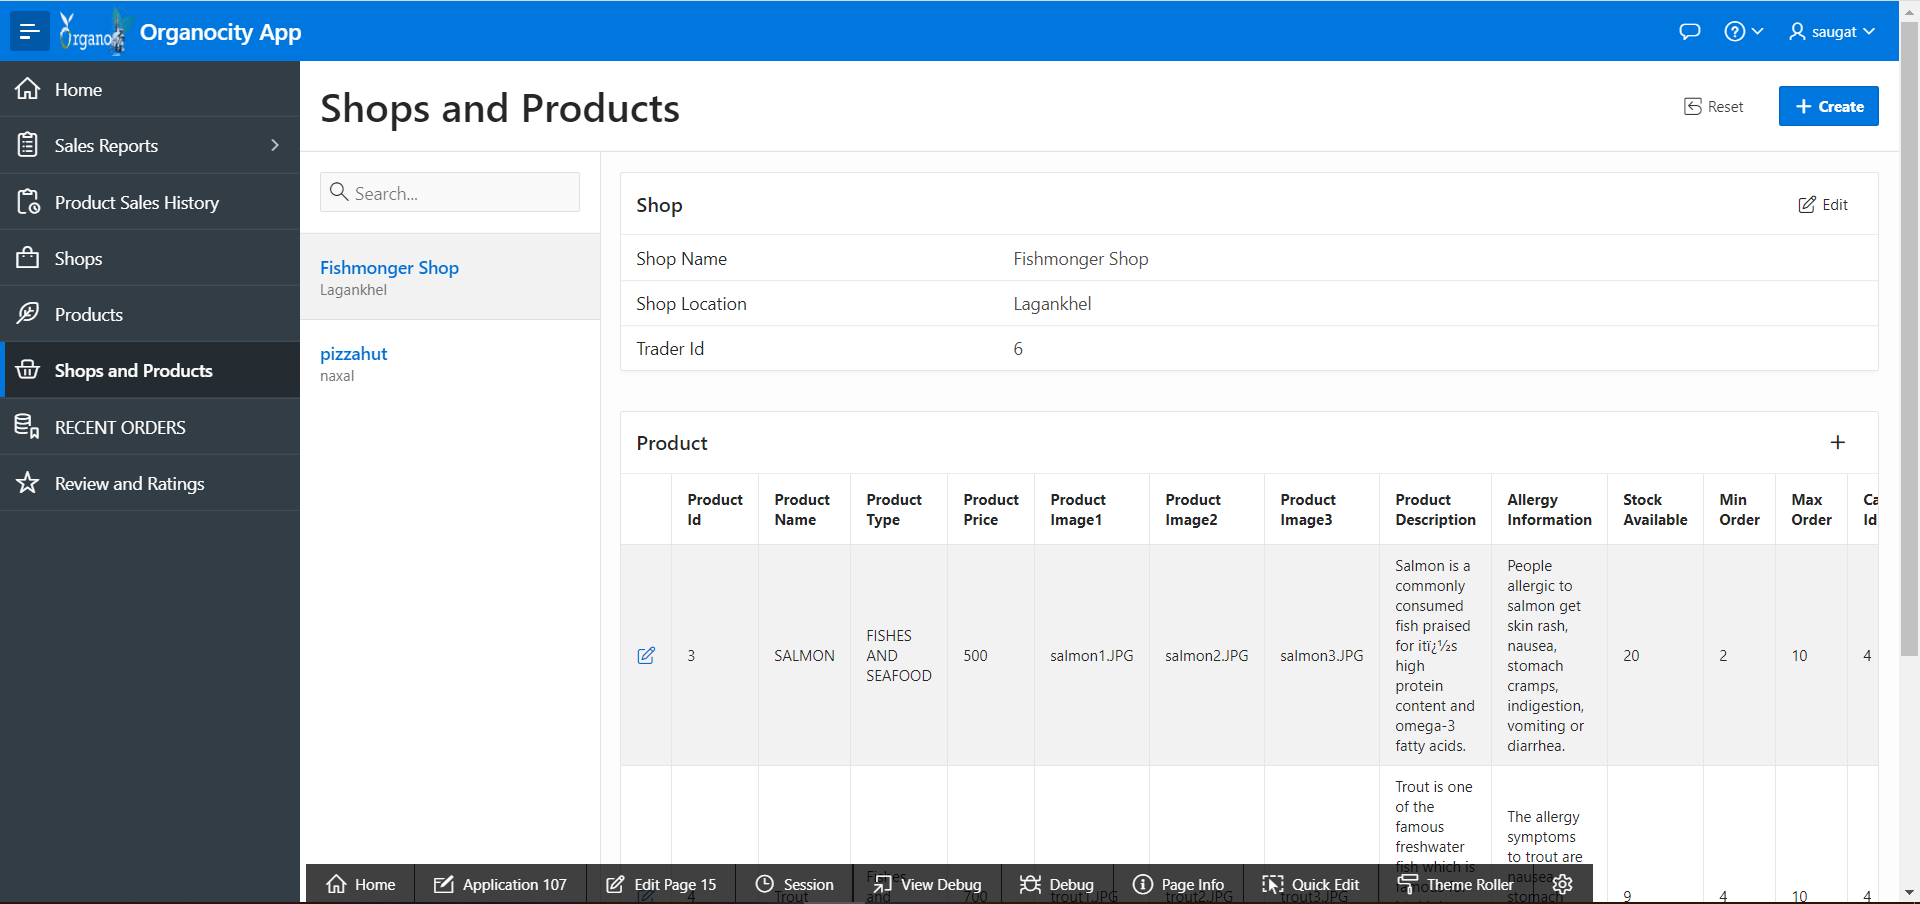 Organo
Organocity App
saugat
Home
Sales Reports
Product Sales History
Shops
Products
Shops and Products
RECENT ORDERS
Review and Ratings
Shops and Products
Reset
Create
Search...
Fishmonger Shop
Lagankhel
pizzahut
naxal
Shop
Edit
Shop Name Fishmonger Shop
Shop Location Lagankhel
Trader Id 6
Product
Product Id Product Name Product Type Product Price Product Image1 Product Image2 Product Image3 Product Description Allergy Information Stock Available Min Order Max Order Ca Id
3 SALMON FISHES AND SEAFOOD 500 salmon1.JPG salmon2.JPG salmon3.JPG
Salmon is a
commonly
consumed
fish praised
for itï¿½s
high
protein
content and
omega-3
fatty acids.
People
allergic to
salmon get
skin rash,
nausea,
stomach
cramps,
indigestion,
vomiting or
diarrhea.
20 2 10 4
4 Trout Fishes and 700 trout1.JPG trout2.JPG trout3.JPG
Trout is one
of the
famous
freshwater
fish which is
The allergy
symptoms
to trout are
nausea,
stomach
9 4 10 4
Home
Application 107
Edit Page 15
Session
View Debug
Debug
Page Info
Quick Edit
Theme Roller